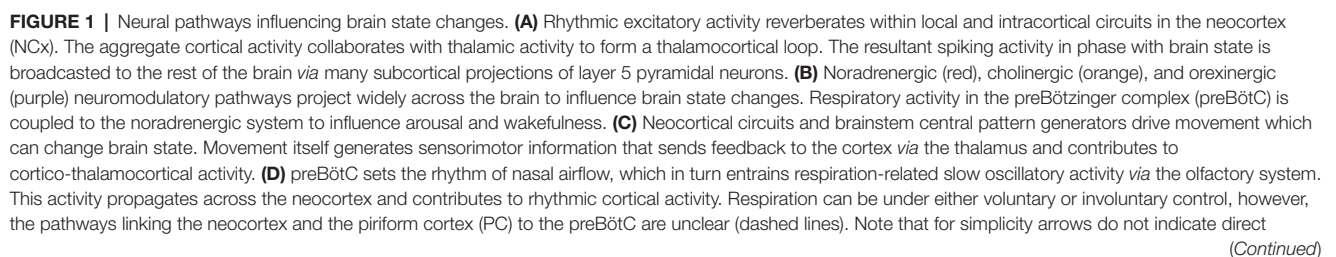 FIGURE 1 | Neural pathways influencing brain state changes. (A) Rhythmic excitatory activity reverberates within local and intracortical circuits in the neocortex
(NCx). The aggregate cortical activity collaborates with thalamic activity to form a thalamocortical loop. The resultant spiking activity in phase with brain state is
broadcasted to the rest of the brain via many subcortical projections of layer 5 pyramidal neurons. (B) Noradrenergic (red), cholinergic (orange), and orexinergic
(purple) neuromodulatory pathways project widely across the brain to influence brain state changes. Respiratory activity in the preBötzinger complex (preBötC) is
coupled to the noradrenergic system to influence arousal and wakefulness. (C) Neocortical circuits and brainstem central pattern generators drive movement which
can change brain state. Movement itself generates sensorimotor information that sends feedback to the cortex via the thalamus and contributes to
cortico-thalamocortical activity. (D) preBötC sets the rhythm of nasal airflow, which in turn entrains respiration-related slow oscillatory activity via the olfactory system.
This activity propagates across the neocortex and contributes to rhythmic cortical activity. Respiration can be under either voluntary or involuntary control, however,
the pathways linking the neocortex and the piriform cortex (PC) to the preBötC are unclear (dashed lines). Note that for simplicity arrows do not indicate direct
(Continued)